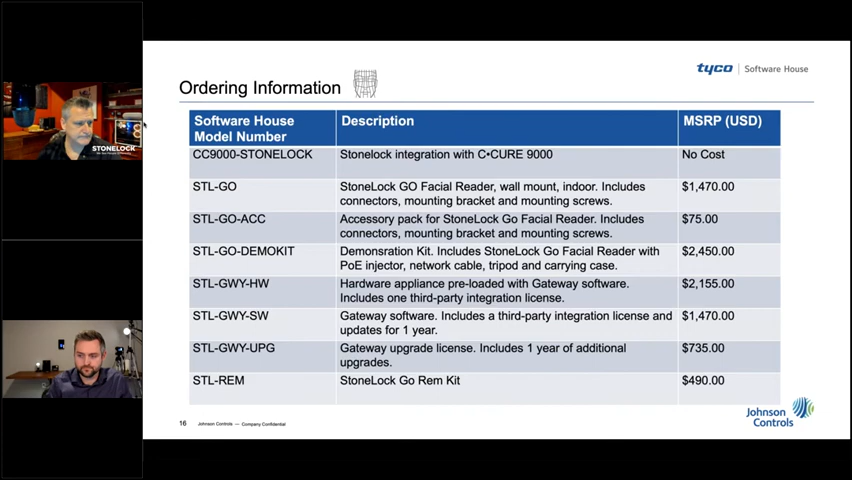 STONELOCK
tyco | Software House
Ordering Information
Software House
Model Number
Description
MSRP (USD)
CC9000-STONELOCK
Stonelock integration with C•CURE 9000
No Cost
STL-GO
StoneLock GO Facial Reader, wall mount, indoor. Includes
connectors, mounting bracket and mounting screws.
$1,470.00
STL-GO-ACC
Accessory pack for StoneLock Go Facial Reader. Includes
connectors, mounting bracket and mounting screws.
$75.00
STL-GO-DEMOKIT
Demonsration Kit. Includes StoneLock Go Facial Reader with
PoE injector, network cable, tripod and carrying case.
$2,450.00
STL-GWY-HW
Hardware appliance pre-loaded with Gateway software.
Includes one third-party integration license.
$2,155.00
STL-GWY-SW
Gateway software. Includes a third-party integration license and
updates for 1 year.
$1,470.00
STL-GWY-UPG
Gateway upgrade license. Includes 1 year of additional
upgrades.
$735.00
STL-REM
StoneLock Go Rem Kit
$490.00
16
Johnson Controls — Company Confidential
Johnson
Controls